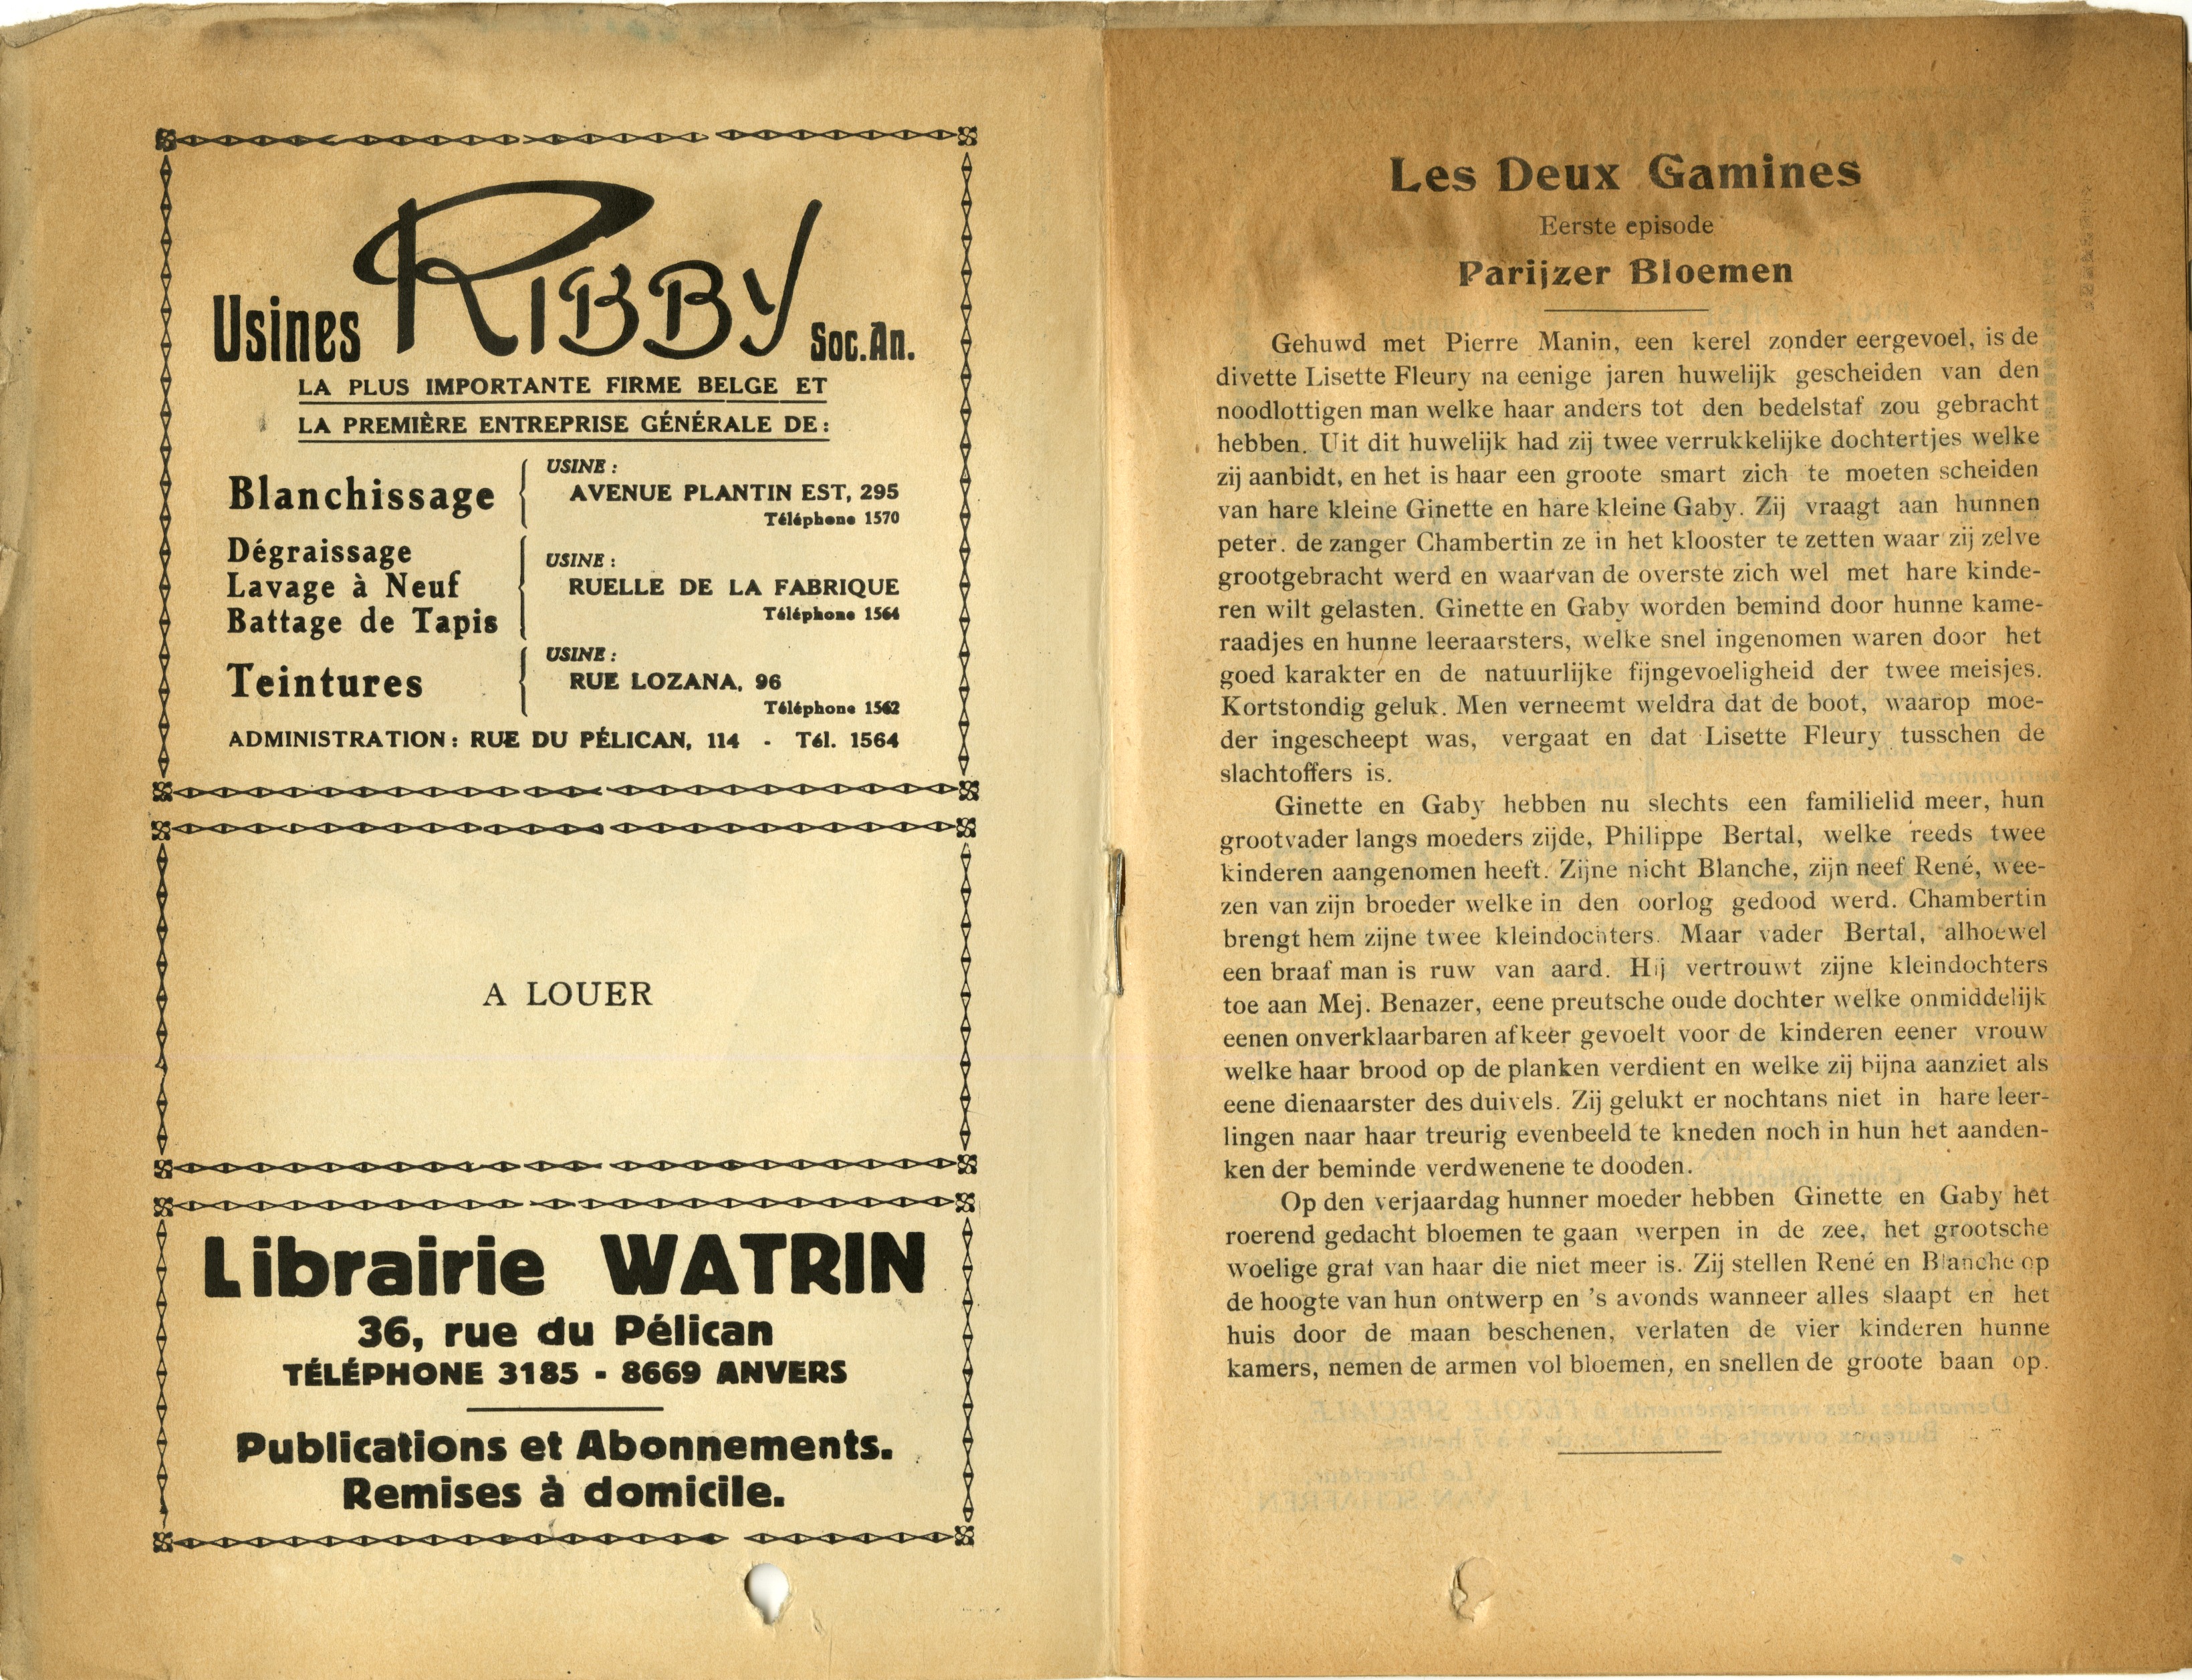 Usines RIBBY Soc.An.
LA PLUS IMPORTANTE FIRME BELGE ET
LA PREMIÈRE ENTREPRISE GÉNÉRALE DE:
Blanchissage
USINE :
AVENUE PLANTIN EST, 295
Téléphone 1570
Dégraissage
Lavage à Neuf
Battage de Tapis
USINE :
RUELLE DE LA FABRIQUE
Téléphone 1564
Teintures
USINE :
RUE LOZANA, 96
Téléphone 1562
ADMINISTRATION: RUE DU PÉLICAN, 114 - Tél. 1564
A LOUER
Librairie WATRIN
36, rue du Pélican
TÉLÉPHONE 3185 - 8669 ANVERS
Publications et Abonnements.
Remises à domicile.
Les Deux Gamines
Eerste episode
Parijzer Bloemen
Gehuwd met Pierre Manin, een kerel zonder eergevoel, is de
divette Lisette Fleury na eenige jaren huwelijk gescheiden van den
noodlottigen man welke haar anders tot den bedelstaf zou gebracht
hebben. Uit dit huwelijk had zij twee verrukkelijke dochtertjes welke
zij aanbidt, en het is haar een groote smart zich te moeten scheiden
van hare kleine Ginette en hare kleine Gaby. Zij vraagt aan hunnen
peter. de zanger Chambertin ze in het klooster te zetten waar zij zelve
grootgebracht werd en waarvan de overste zich wel met hare kinde-
ren wilt gelasten. Ginette en Gaby worden bemind door hunne kame-
raadjes en hunne leeraarsters, welke snel ingenomen waren door het
goed karakter en de natuurlijke fijngevoeligheid der twee meisjes.
Kortstondig geluk. Men verneemt weldra dat de boot, waarop moe-
der ingescheept was, vergaat en dat Lisette Fleury tusschen de
slachtoffers is.
Ginette en Gaby hebben nu slechts een familielid meer, hun
grootvader langs moeders zijde, Philippe Bertal, welke reeds twee
kinderen aangenomen heeft. Zijne nicht Blanche, zijn neef René, wee-
zen van zijn broeder welke in den oorlog gedood werd. Chambertin
brengt hem zijne twee kleindochters. Maar vader Bertal, alhoewel
een braaf man is ruw van aard. Hij vertrouwt zijne kleindochters
toe aan Mej. Benazer, eene preutsche oude dochter welke onmiddelijk
eenen onverklaarbaren afkeer gevoelt voor de kinderen eener vrouw
welke haar brood op de planken verdient en welke zij bijna aanziet als
eene dienaarster des duivels. Zij gelukt er nochtans niet in hare leer-
lingen naar haar treurig evenbeeld te kneden noch in hun het aanden-
ken der beminde verdwenene te dooden.
Op den verjaardag hunner moeder hebben Ginette en Gaby het
roerend gedacht bloemen te gaan werpen in de zee, het grootsche
woelige graf van haar die niet meer is. Zij stellen René en Blanche op
de hoogte van hun ontwerp en 's avonds wanneer alles slaapt en het
huis door de maan beschenen, verlaten de vier kinderen hunne
kamers, nemen de armen vol bloemen, en snellen de groote baan op.